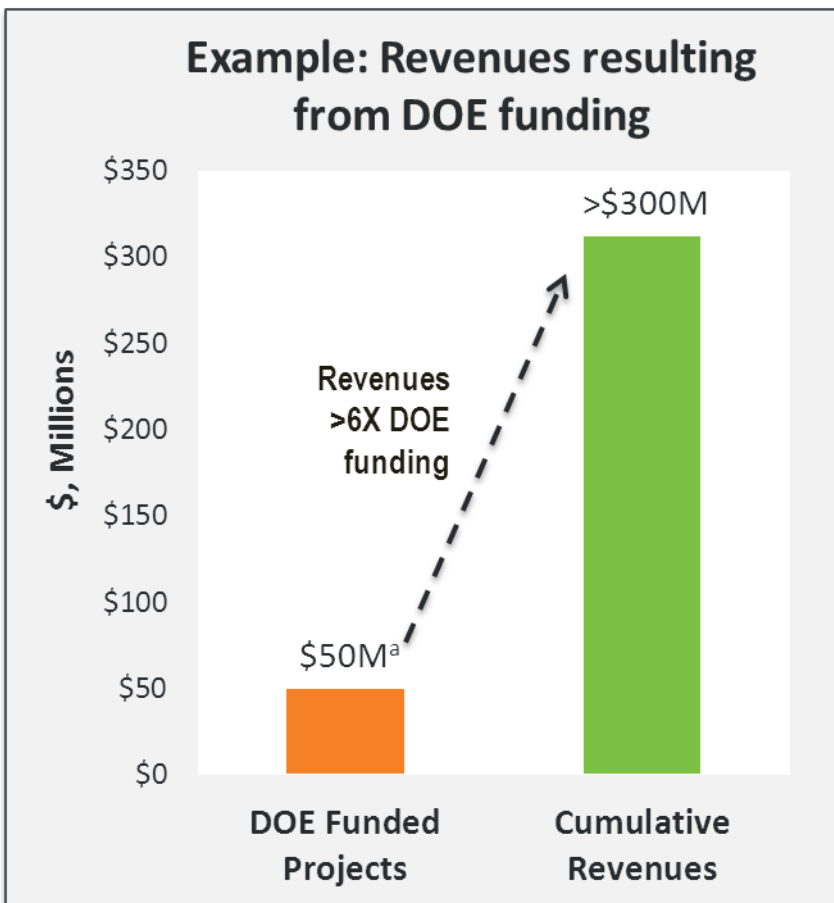 Example: Revenues resulting
from DOE funding
$350
$300
$250
$200
$150
$100
$50
$0
$, Millions
>$300M
Revenues
>6X DOE
funding
$50Mᵃ
DOE Funded
Projects
Cumulative
Revenues